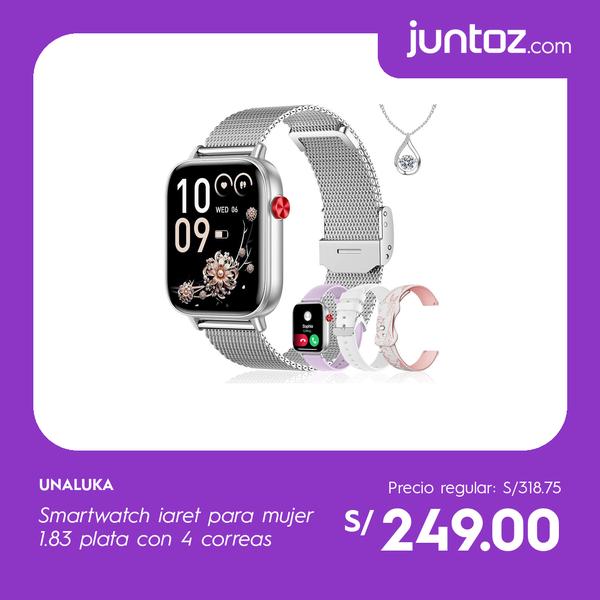 juntoz.com
10
WED 06
09
Sophia
UNALUKA
Smartwatch iaret para mujer
1.83 plata con 4 correas
Precio regular: S/318.75
S/249.00